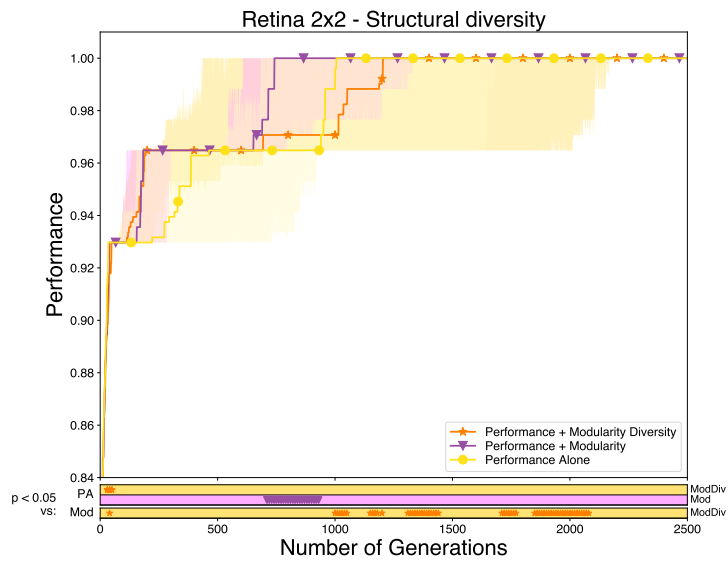 Retina 2x2 - Structural diversity
Performance
1.00
0.98
0.96
0.94
0.92
0.90
0.88
0.86
0.84
Performance + Modularity Diversity
Performance + Modularity
Performance Alone
p < 0.05
vs:
PA
Mod
ModDiv
Mod
ModDiv
0
500
1000
1500
2000
2500
Number of Generations